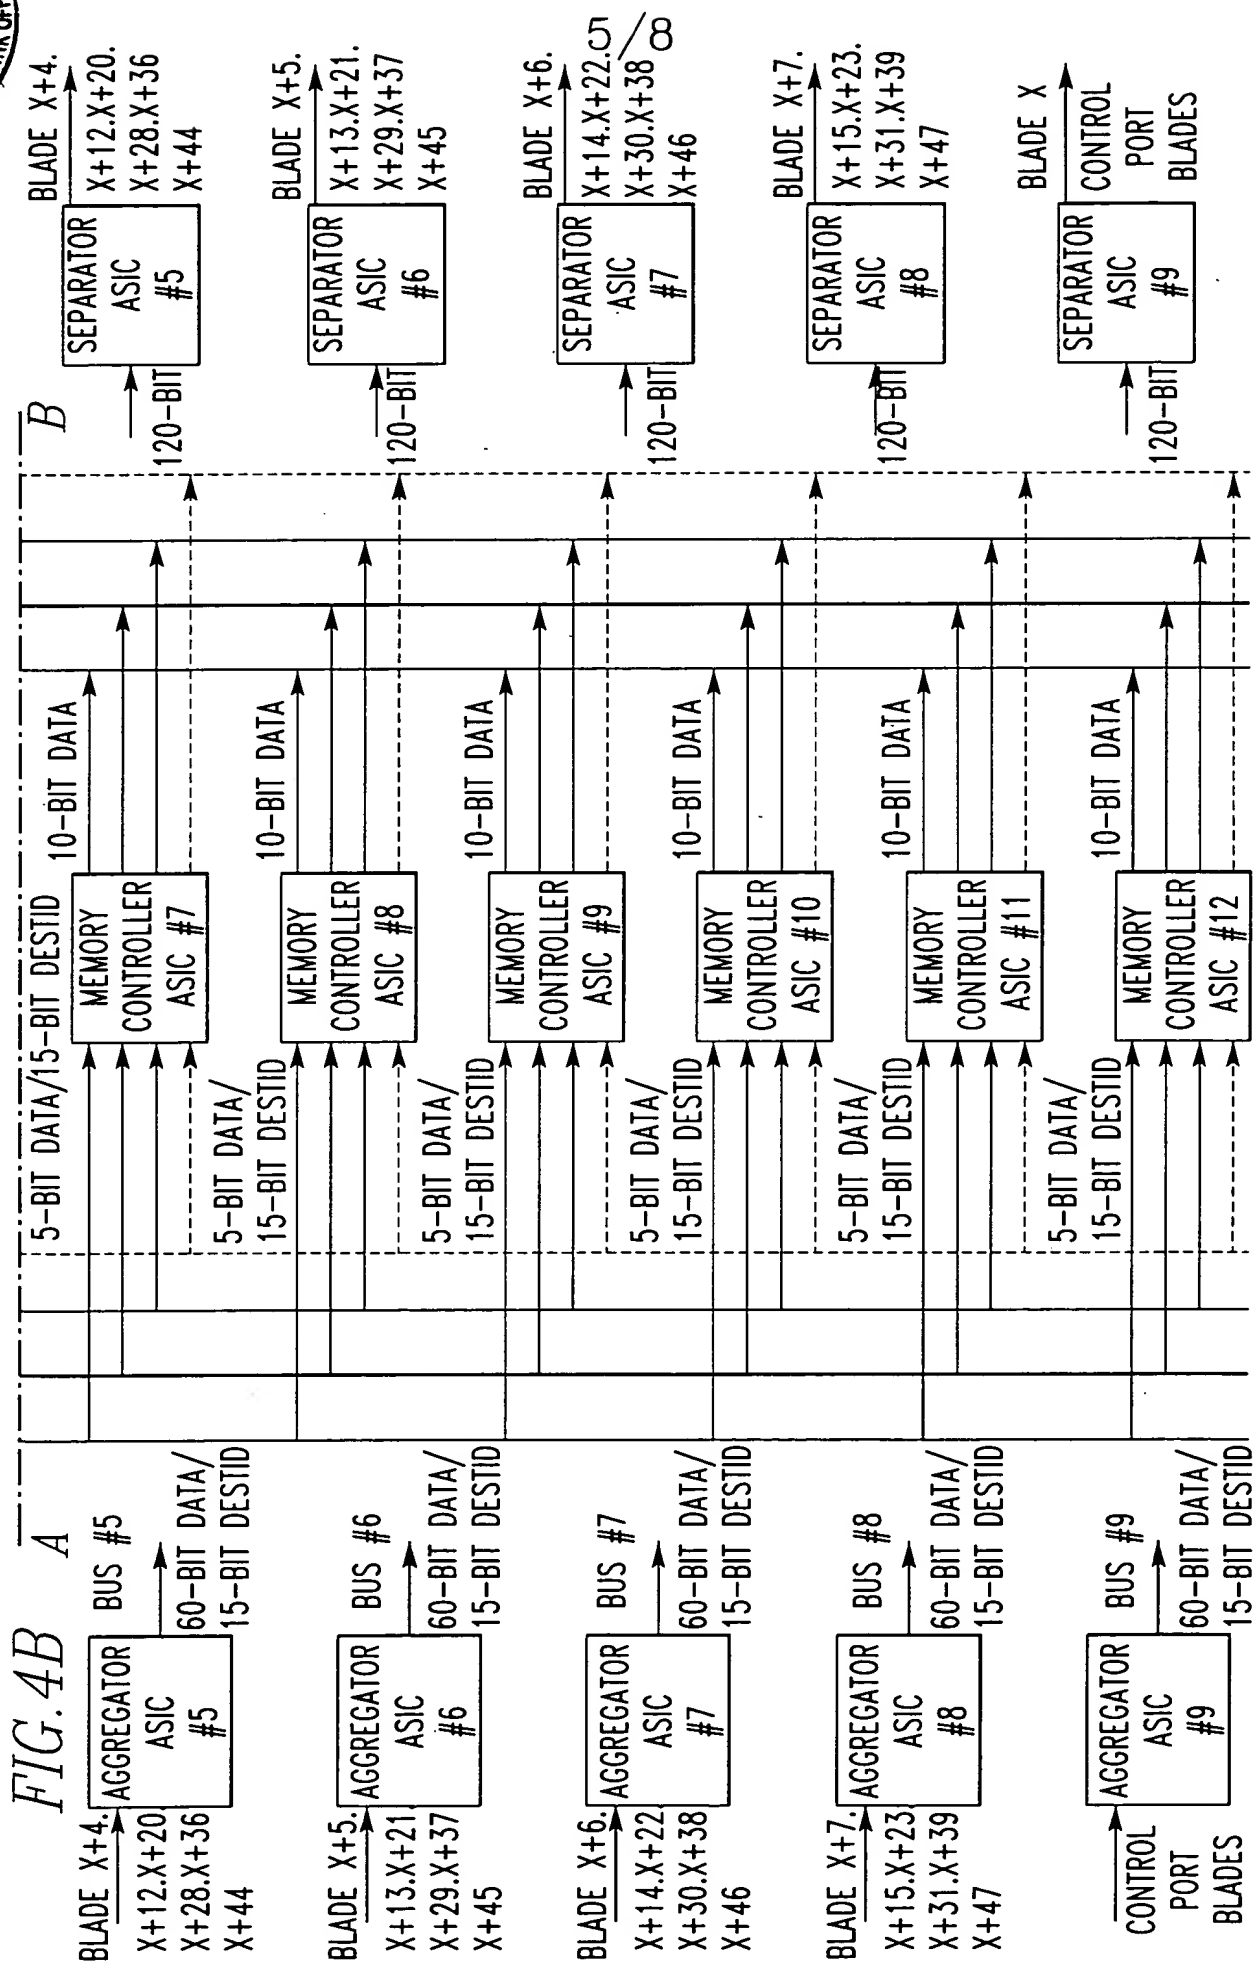 5/8
FIG.4B
A
B
BLADE X+4.
X+12.X+20.
X+28.X+36
X+44
AGGREGATOR
ASIC
#5
BUS #5
60-BIT DATA/
15-BIT DESTID
BLADE X+5.
X+13.X+21.
X+29.X+37
X+45
AGGREGATOR
ASIC
#6
BUS #6
60-BIT DATA/
15-BIT DESTID
BLADE X+6.
X+14.X+22
X+30.X+38
X+46
AGGREGATOR
ASIC
#7
BUS #7
60-BIT DATA/
15-BIT DESTID
BLADE X+7.
X+15.X+23
X+31.X+39
X+47
AGGREGATOR
ASIC
#8
BUS #8
60-BIT DATA/
15-BIT DESTID
CONTROL
PORT
BLADES
AGGREGATOR
ASIC
#9
BUS #9
60-BIT DATA/
15-BIT DESTID
5-BIT DATA/15-BIT DESTID
MEMORY
CONTROLLER
ASIC #7
10-BIT DATA
5-BIT DATA/
15-BIT DESTID
MEMORY
CONTROLLER
ASIC #8
10-BIT DATA
5-BIT DATA/
15-BIT DESTID
MEMORY
CONTROLLER
ASIC #9
10-BIT DATA
5-BIT DATA/
15-BIT DESTID
MEMORY
CONTROLLER
ASIC #10
10-BIT DATA
5-BIT DATA/
15-BIT DESTID
MEMORY
CONTROLLER
ASIC #11
10-BIT DATA
5-BIT DATA/
15-BIT DESTID
MEMORY
CONTROLLER
ASIC #12
10-BIT DATA
120-BIT
SEPARATOR
ASIC
#5
BLADE X+4.
X+12.X+20.
X+28.X+36
X+44
120-BIT
SEPARATOR
ASIC
#6
BLADE X+5.
X+13.X+21.
X+29.X+37
X+45
120-BIT
SEPARATOR
ASIC
#7
BLADE X+6.
X+14.X+22.
X+30.X+38
X+46
120-BIT
SEPARATOR
ASIC
#8
BLADE X+7.
X+15.X+23.
X+31.X+39
X+47
120-BIT
SEPARATOR
ASIC
#9
BLADE X
CONTROL
PORT
BLADES